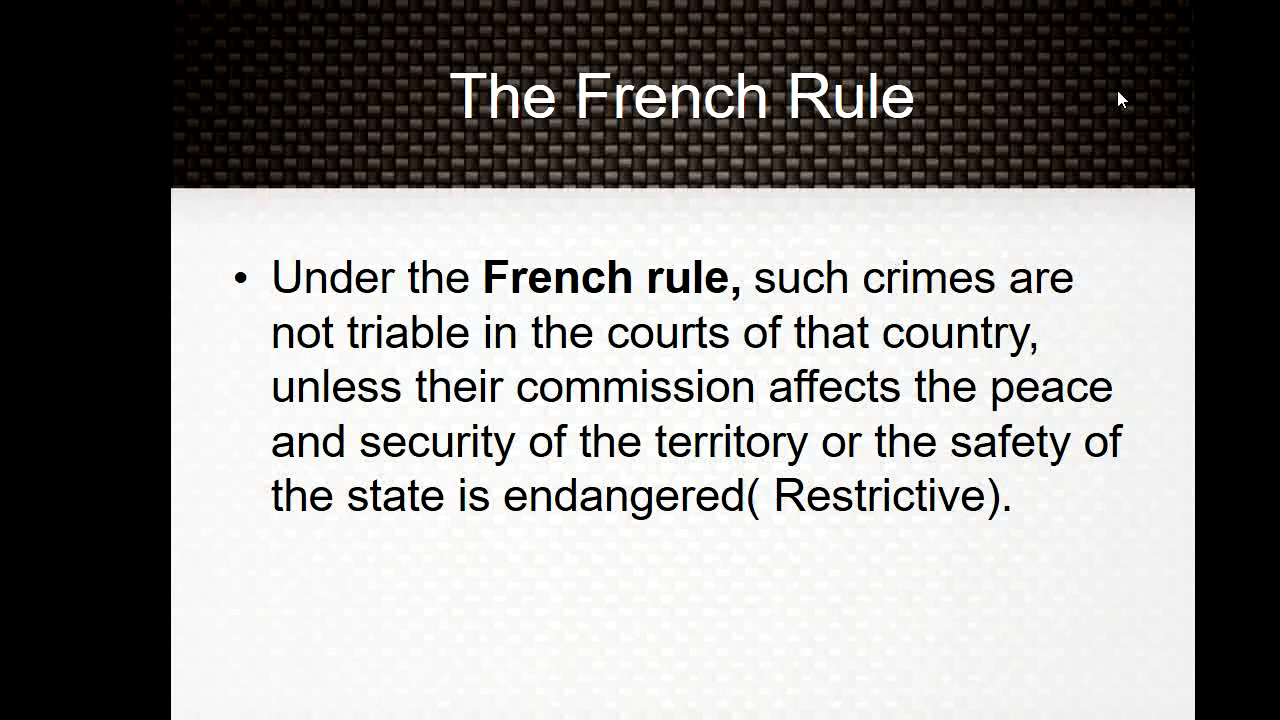 The French Rule
• Under the French rule, such crimes are
not triable in the courts of that country,
unless their commission affects the peace
and security of the territory or the safety of
the state is endangered( Restrictive).